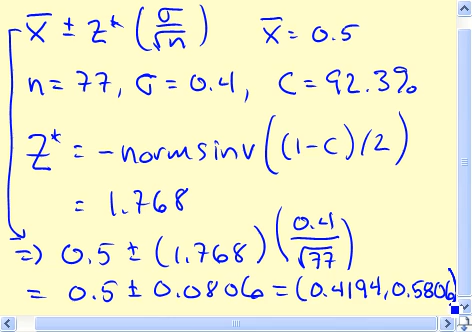 x̄ ± z* (σ/√n)   x̄ = 0.5
n = 77, σ = 0.4, C = 92.3%
z* = -normsinv((1-C)/2)
= 1.768
⇒ 0.5 ± (1.768)(0.4/√77)
= 0.5 ± 0.0806 = (0.4194, 0.5806)